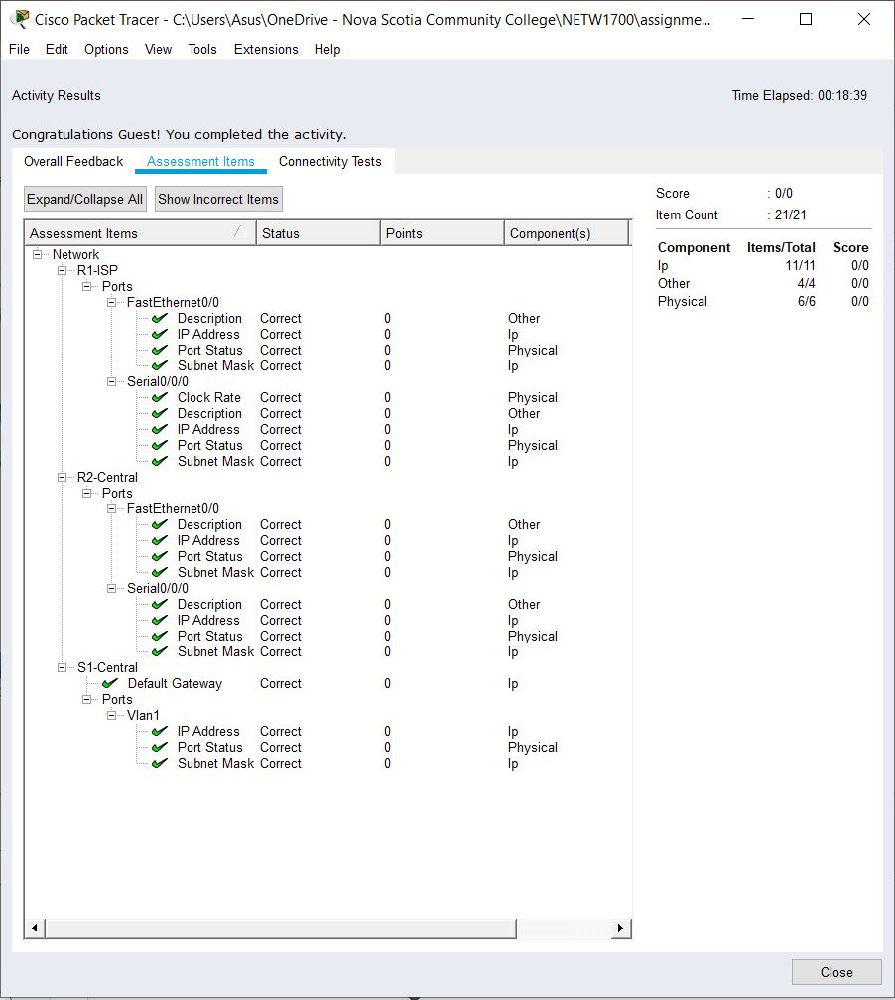 Cisco Packet Tracer - C:\Users\Asus\OneDrive - Nova Scotia Community College\NETW1700\assignme...
File Edit Options View Tools Extensions Help
Activity Results
Time Elapsed: 00:18:39
Congratulations Guest! You completed the activity.
Overall Feedback Assessment Items Connectivity Tests
Expand/Collapse All Show Incorrect Items
Assessment Items Status Points Component(s)
Network
R1-ISP
Ports
FastEthernet0/0
Description Correct 0 Other
IP Address Correct 0 Ip
Port Status Correct 0 Physical
Subnet Mask Correct 0 Ip
Serial0/0/0
Clock Rate Correct 0 Physical
Description Correct 0 Other
IP Address Correct 0 Ip
Port Status Correct 0 Physical
Subnet Mask Correct 0 Ip
R2-Central
Ports
FastEthernet0/0
Description Correct 0 Other
IP Address Correct 0 Ip
Port Status Correct 0 Physical
Subnet Mask Correct 0 Ip
Serial0/0/0
Description Correct 0 Other
IP Address Correct 0 Ip
Port Status Correct 0 Physical
Subnet Mask Correct 0 Ip
S1-Central
Default Gateway Correct 0 Ip
Ports
Vlan1
IP Address Correct 0 Ip
Port Status Correct 0 Physical
Subnet Mask Correct 0 Ip
Score : 0/0
Item Count : 21/21
Component Items/Total Score
Ip 11/11 0/0
Other 4/4 0/0
Physical 6/6 0/0
Close